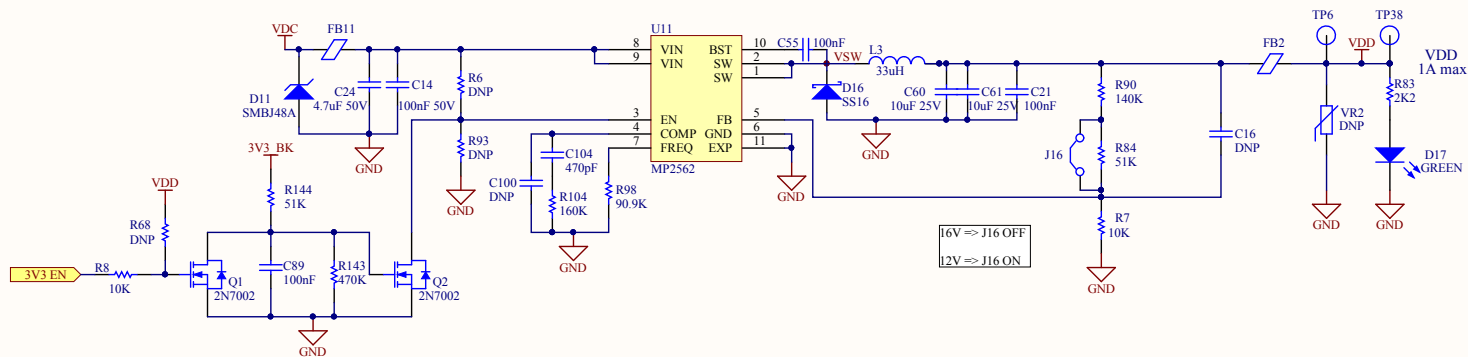 VDC
FB11
D11
SMBJ48A
C24
4.7uF 50V
C14
100nF 50V
GND
R6
DNP
R93
DNP
GND
U11
8 VIN
9 VIN
3 EN
4 COMP
7 FREQ
BST 10
SW 2
SW 1
FB 5
GND 6
EXP 11
MP2562
C55 100nF
VSW
L3
33uH
D16
SS16
GND
GND
C60
10uF 25V
C61
10uF 25V
C21
100nF
R90
140K
J16
R84
51K
R7
10K
GND
C16
DNP
FB2
TP6
TP38
VDD
VDD
1A max
R83
2K2
VR2
DNP
D17
GREEN
GND
GND
C104
470pF
C100
DNP
R104
160K
R98
90.9K
GND
16V => J16 OFF
12V => J16 ON
3V3_BK
R144
51K
VDD
R68
DNP
3V3 EN
R8
10K
Q1
2N7002
C89
100nF
R143
470K
Q2
2N7002
GND